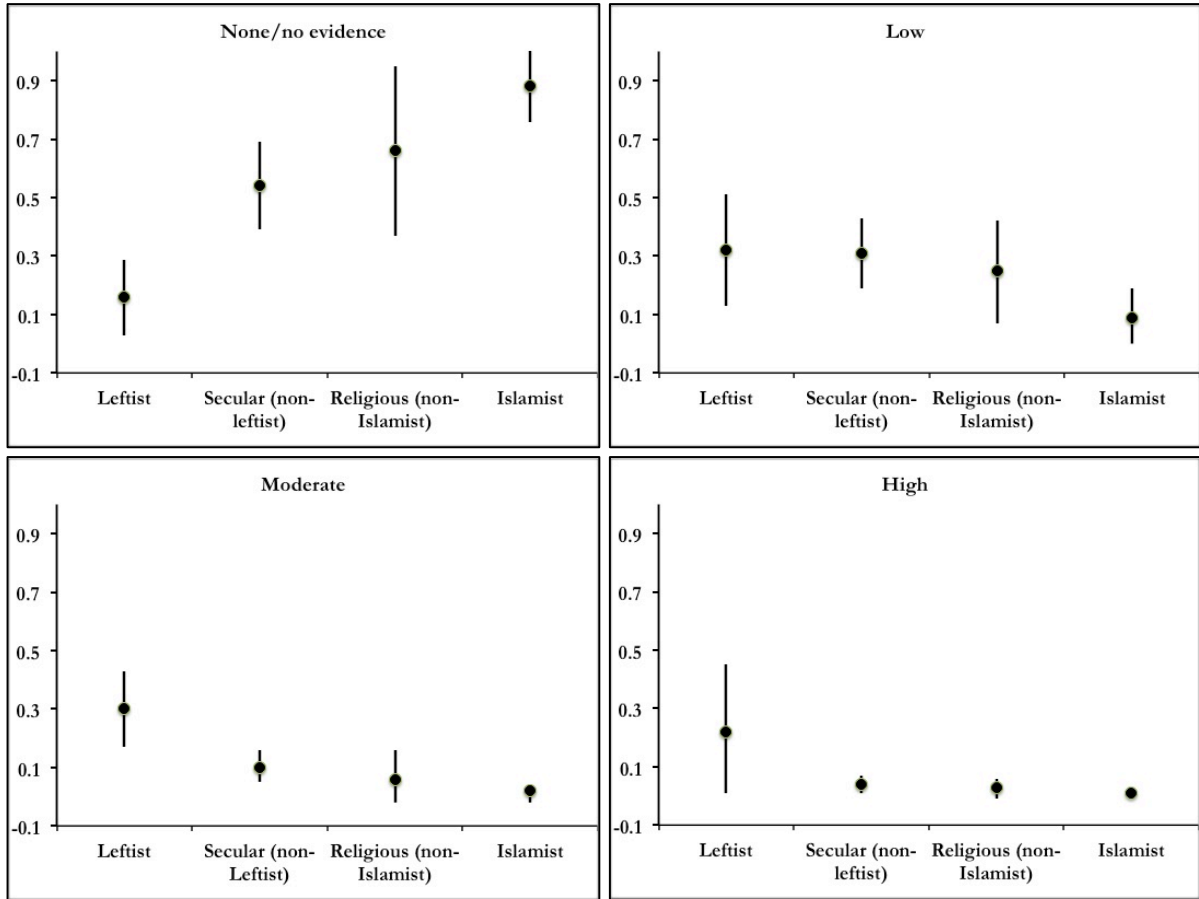 None/no evidence
0.9
0.7
0.5
0.3
0.1
-0.1
Leftist
Secular (non-
leftist)
Religious (non-
Islamist)
Islamist
Low
0.9
0.7
0.5
0.3
0.1
-0.1
Leftist
Secular (non-
leftist)
Religious (non-
Islamist)
Islamist
Moderate
0.9
0.7
0.5
0.3
0.1
-0.1
Leftist
Secular (non-
Leftist)
Religious (non-
Islamist)
Islamist
High
0.9
0.7
0.5
0.3
0.1
-0.1
Leftist
Secular (non-
leftist)
Religious (non-
Islamist)
Islamist